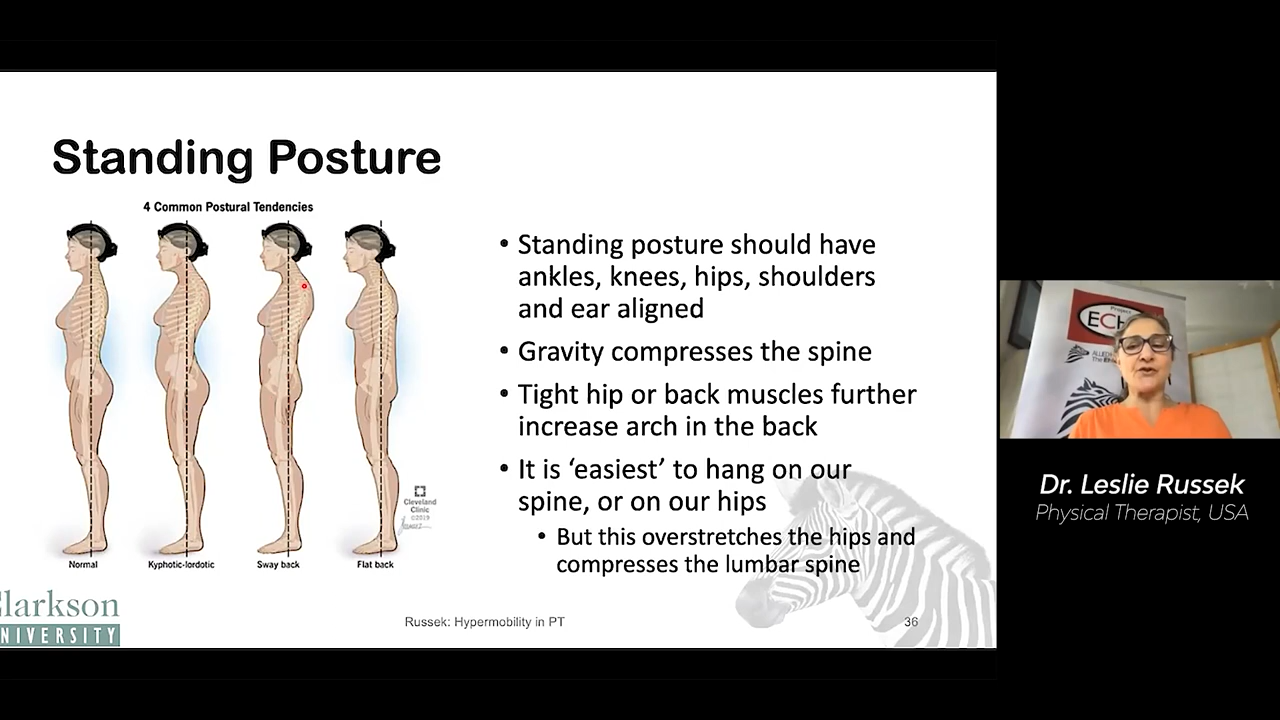 Standing Posture
4 Common Postural Tendencies
Normal
Kyphotic-lordotic
Sway back
Flat back
Cleveland
Clinic
©2019
• Standing posture should have
ankles, knees, hips, shoulders
and ear aligned
• Gravity compresses the spine
• Tight hip or back muscles further
increase arch in the back
• It is ‘easiest’ to hang on our
spine, or on our hips
• But this overstretches the hips and
compresses the lumbar spine
Clarkson
UNIVERSITY
Russek: Hypermobility in PT
36
Project
ECH
Dr. Leslie Russek
Physical Therapist, USA